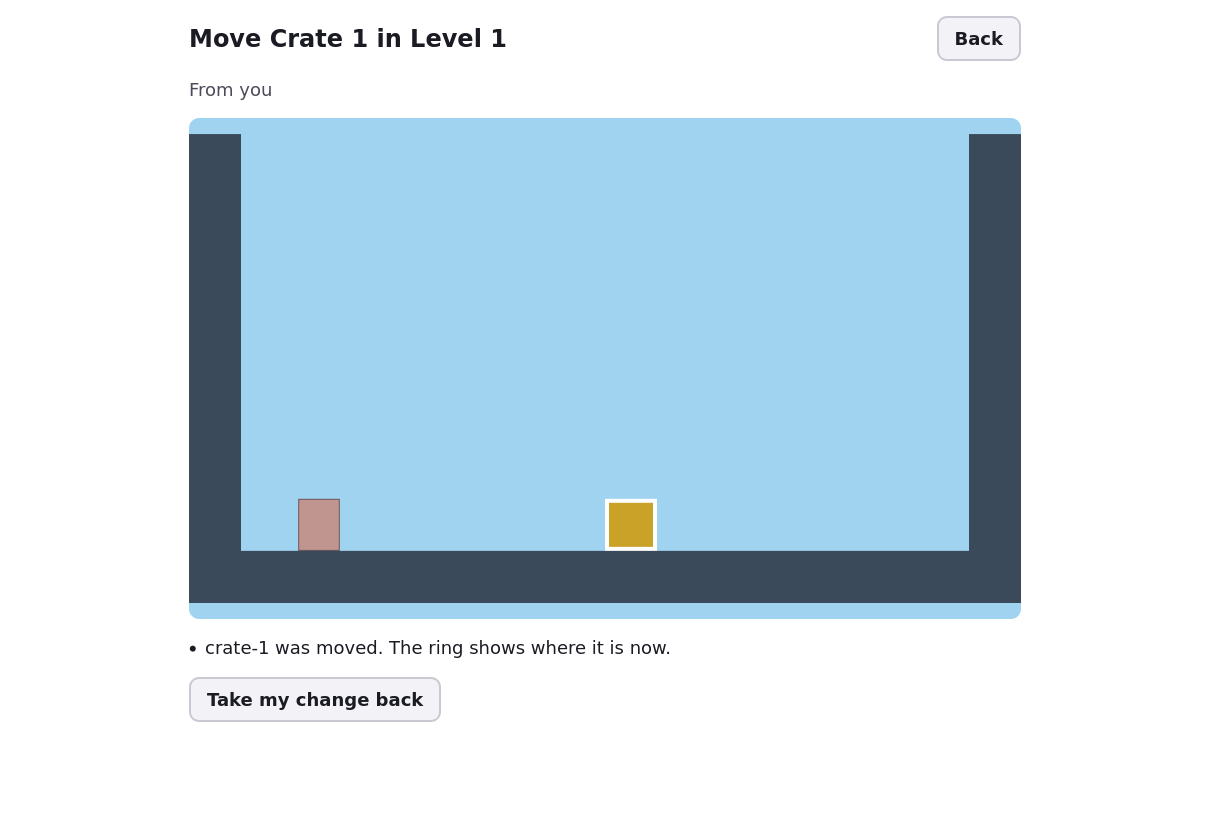 Move Crate 1 in Level 1
Back
From you
• crate-1 was moved. The ring shows where it is now.
Take my change back